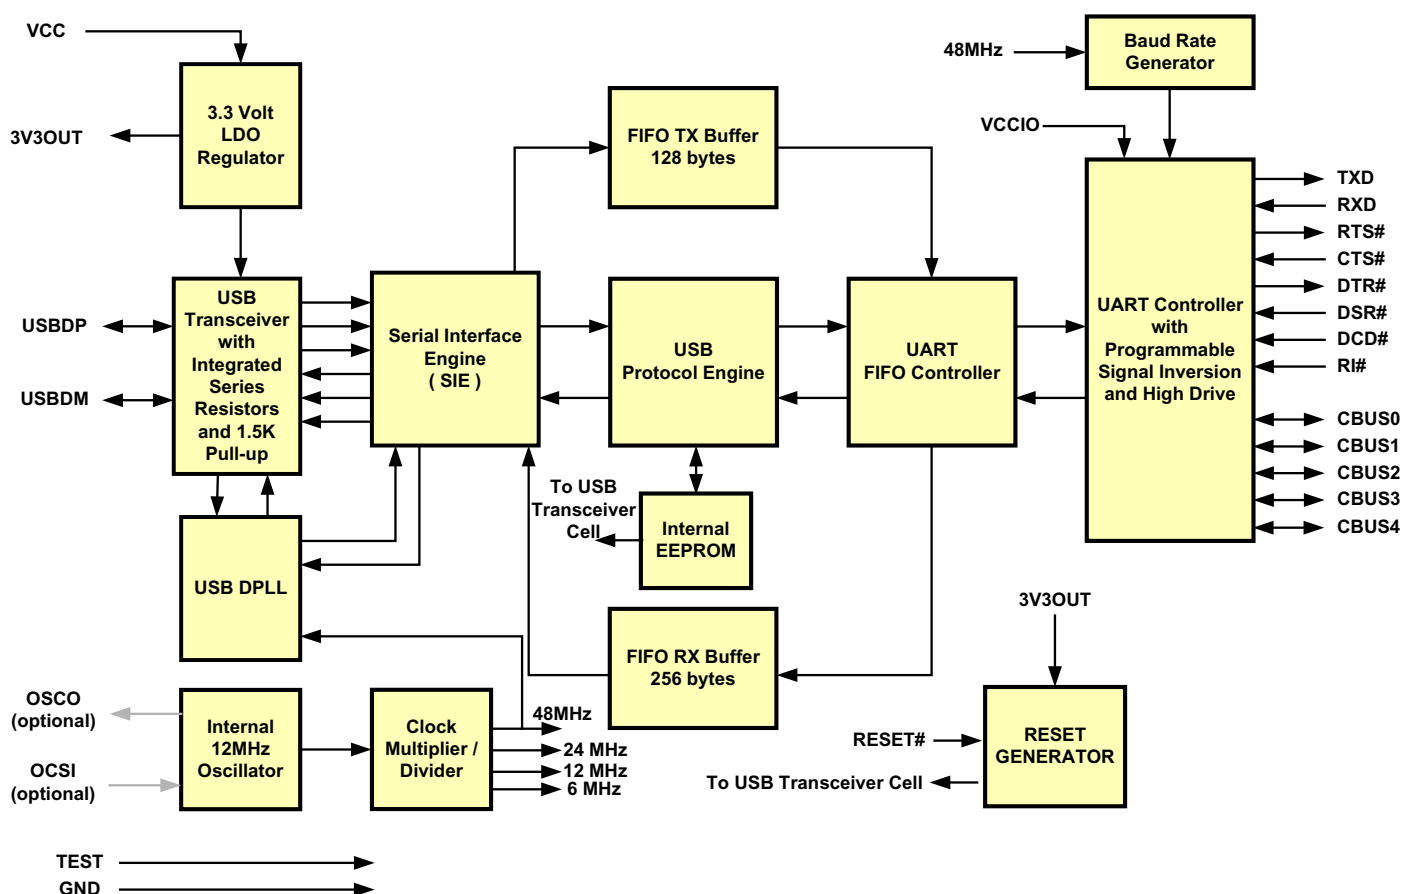 VCC
3V3OUT
3.3 Volt
LDO
Regulator
48MHz
Baud Rate
Generator
VCCIO
FIFO TX Buffer
128 bytes
USBDP
USBDM
USB
Transceiver
with
Integrated
Series
Resistors
and 1.5K
Pull-up
Serial Interface
Engine
( SIE )
USB
Protocol Engine
UART
FIFO Controller
UART Controller
with
Programmable
Signal Inversion
and High Drive
TXD
RXD
RTS#
CTS#
DTR#
DSR#
DCD#
RI#
CBUS0
CBUS1
CBUS2
CBUS3
CBUS4
To USB
Transceiver
Cell
Internal
EEPROM
USB DPLL
FIFO RX Buffer
256 bytes
3V3OUT
OSCO
(optional)
OCSI
(optional)
Internal
12MHz
Oscillator
Clock
Multiplier /
Divider
48MHz
24 MHz
12 MHz
6 MHz
RESET#
RESET
GENERATOR
To USB Transceiver Cell
TEST
GND